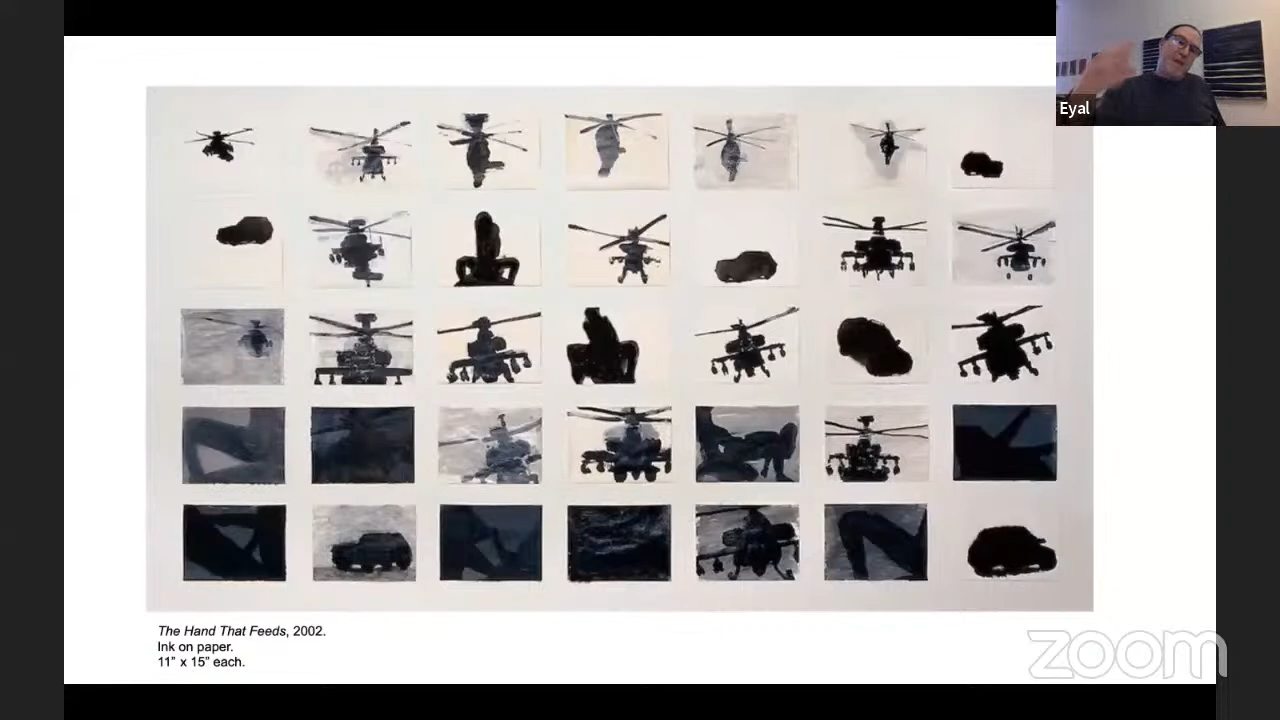 Eyal
The Hand That Feeds, 2002.
Ink on paper.
11” x 15” each.
zoom